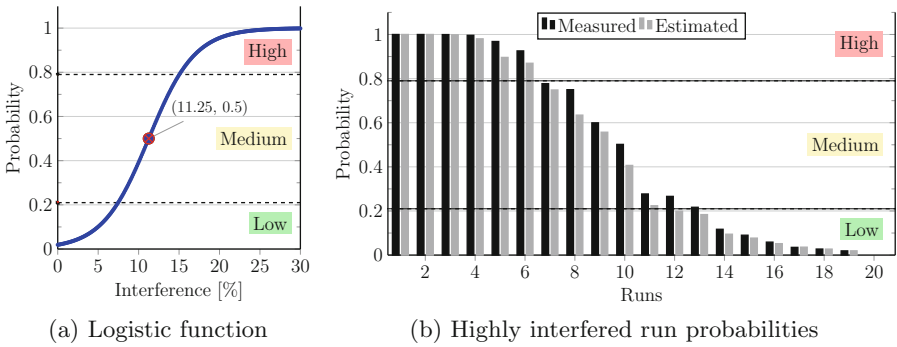 1
0.8
0.6
0.4
0.2
0
Probability
High
Medium
Low
(11.25, 0.5)
0 5 10 15 20 25 30
Interference [%]
(a) Logistic function
1
0.8
0.6
0.4
0.2
0
Probability
Measured Estimated
High
Medium
Low
2 4 6 8 10 12 14 16 18 20
Runs
(b) Highly interfered run probabilities